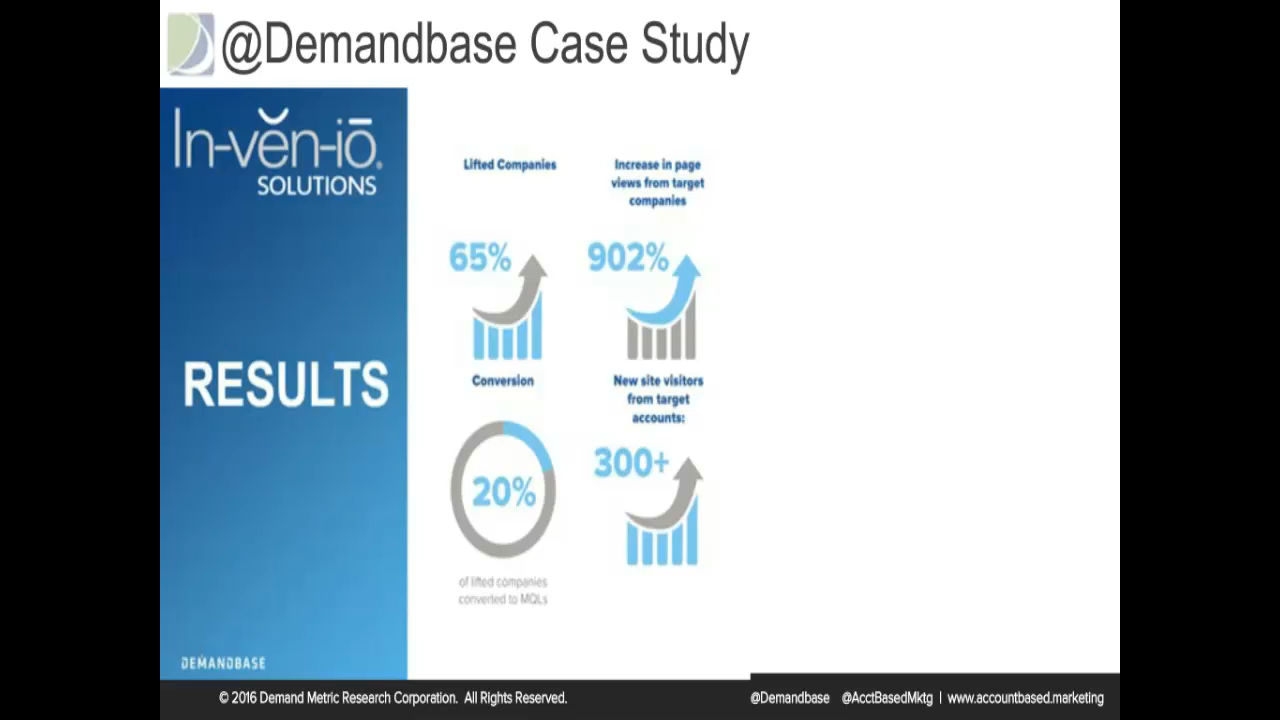 @Demandbase Case Study
In-vĕn-iō®
SOLUTIONS
RESULTS
DEMANDBASE
Lifted Companies
65%
Increase in page
views from target
companies
902%
Conversion
20%
of lifted companies
converted to MQLs
New site visitors
from target
accounts:
300+
© 2016 Demand Metric Research Corporation. All Rights Reserved.
@Demandbase @AcctBasedMktg | www.accountbased.marketing